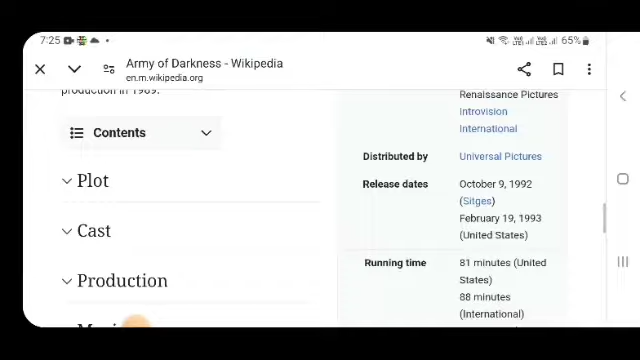 7:25 65%
Army of Darkness - Wikipedia
en.m.wikipedia.org
production in 1989.
Contents
Plot
Cast
Production
Renaissance Pictures
Introvision
International
Distributed by Universal Pictures
Release dates October 9, 1992
(Sitges)
February 19, 1993
(United States)
Running time 81 minutes (United
States)
88 minutes
(International)